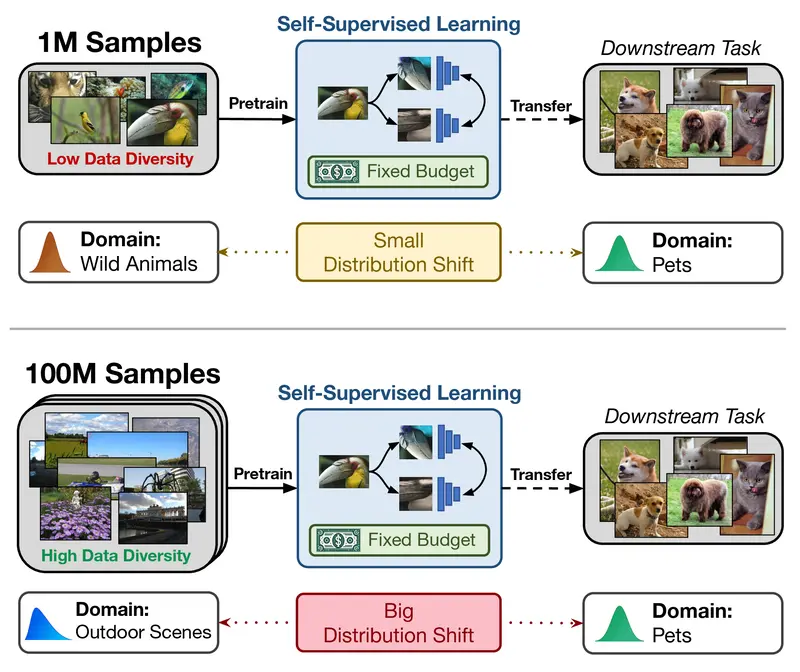 Self-Supervised Learning
1M Samples
Downstream Task
Pretrain
Transfer
Low Data Diversity
Fixed Budget
Domain:
Wild Animals
Small
Distribution Shift
Domain:
Pets
100M Samples
Self-Supervised Learning
Downstream Task
Pretrain
Transfer
Fixed Budget
High Data Diversity
Domain:
Outdoor Scenes
Big
Distribution Shift
Domain:
Pets